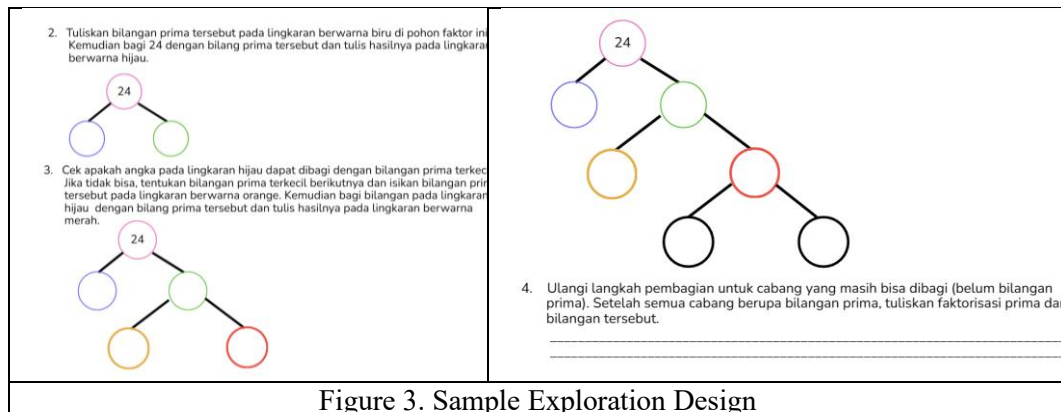 2. Tuliskan bilangan prima tersebut pada lingkaran berwarna biru di pohon faktor ini
Kemudian bagi 24 dengan bilang prima tersebut dan tulis hasilnya pada lingkaran
berwarna hijau.
24
3. Cek apakah angka pada lingkaran hijau dapat dibagi dengan bilangan prima terkec
Jika tidak bisa, tentukan bilangan prima terkecil berikutnya dan isikan bilangan prim
tersebut pada lingkaran berwarna orange. Kemudian bagi bilangan pada lingkaran
hijau dengan bilang prima tersebut dan tulis hasilnya pada lingkaran berwarna
merah.
24
24
4. Ulangi langkah pembagian untuk cabang yang masih bisa dibagi (belum bilangan
prima). Setelah semua cabang berupa bilangan prima, tuliskan faktorisasi prima dar
bilangan tersebut.
Figure 3. Sample Exploration Design